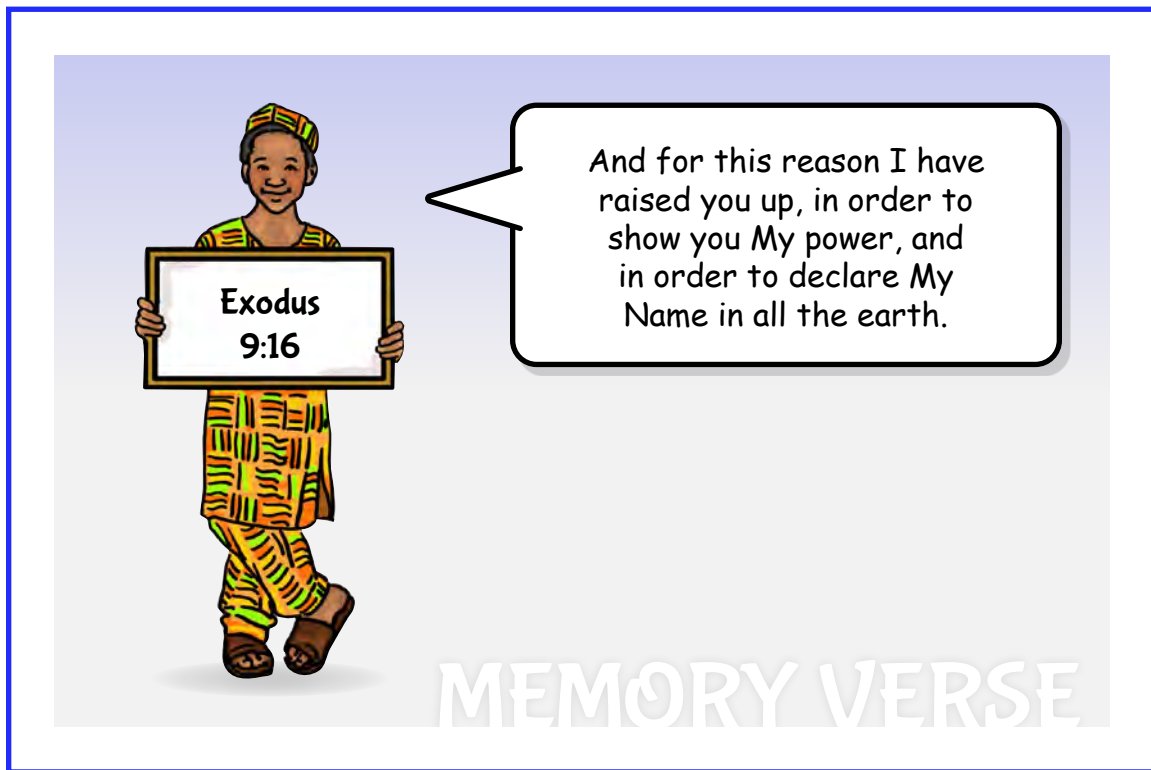 Exodus
9:16
And for this reason I have
raised you up, in order to
show you My power, and
in order to declare My
Name in all the earth.
MEMORY VERSE